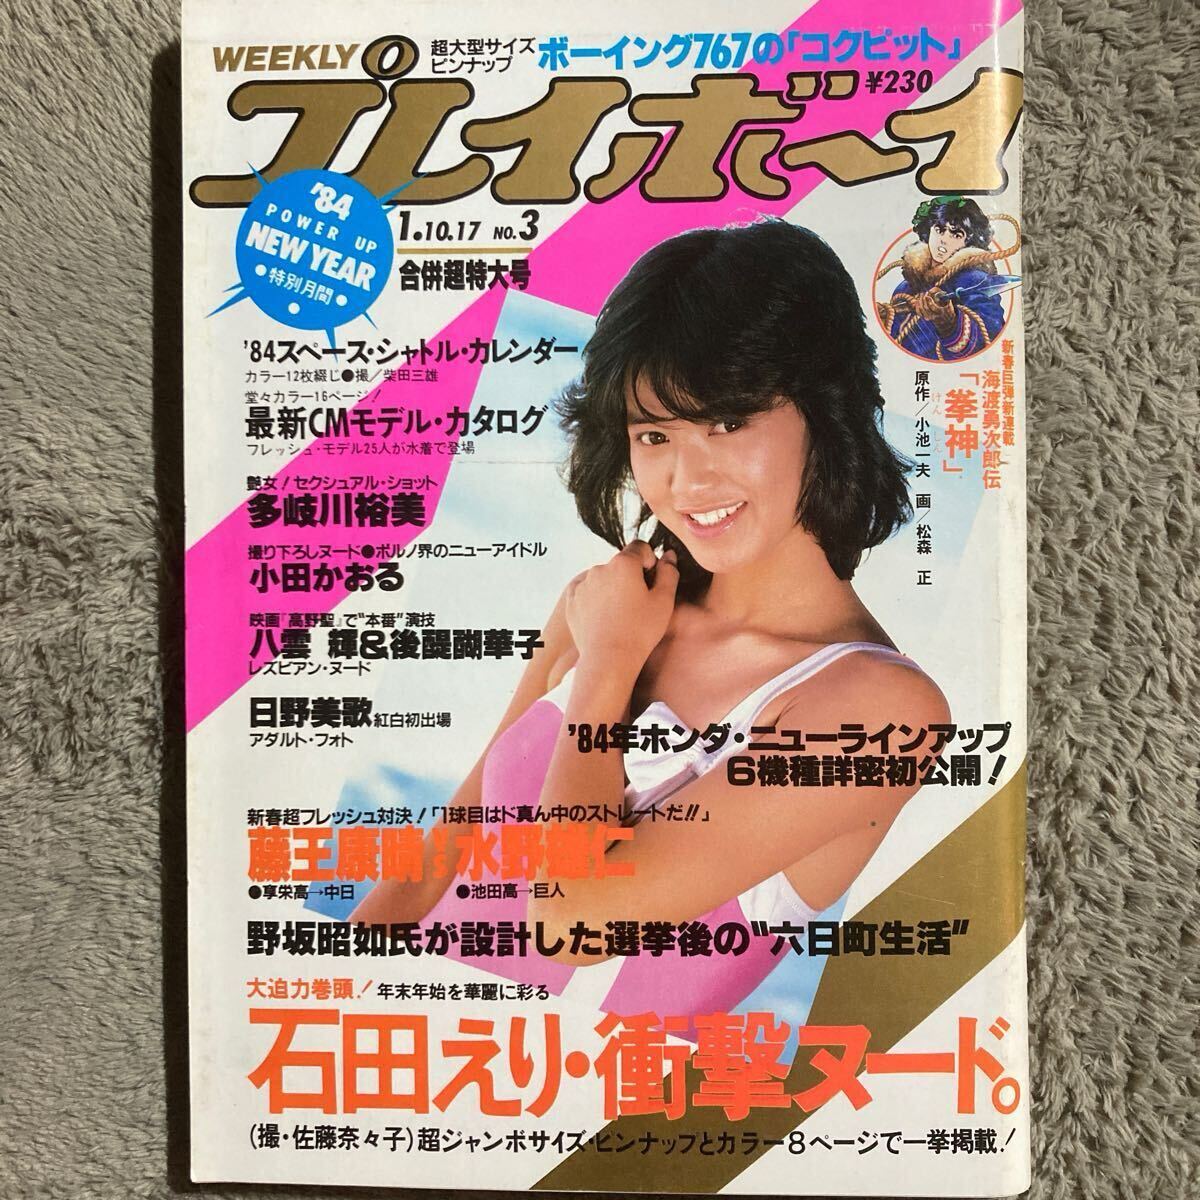 WEEKLY
超大型サイズ
ピンナップ
ボーイング767の「コクピット」
¥230
プレイボーイ
'84
POWER UP
NEW YEAR
・特別月間・
1.10.17 NO.3
合併超特大号
'84スペース・シャトル・カレンダー
カラー12枚綴じ●撮／柴田三雄
堂々カラー16ページ!
最新CMモデル・カタログ
フレッシュ・モデル25人が水着で登場
艶女!セクシュアル・ショット
多岐川裕美
撮り下ろしヌード●ポルノ界のニューアイドル
小田かおる
映画『高野聖』で"本番"演技
八雲 輝&後醍醐華子
レズビアン・ヌード
日野美歌 紅白初出場
アダルト・フォト
新春巨弾新連載
海渡勇次郎伝
「拳神」
けんしん
原作／小池一夫 画／松森 正
'84年ホンダ・ニューラインアップ
6機種詳密初公開!
新春超フレッシュ対決!「1球目はド真ん中のストレートだ!!」
藤王康晴VS水野雄仁
●享栄高→中日 ●池田高→巨人
野坂昭如氏が設計した選挙後の"六日町生活"
大迫力巻頭!年末年始を華麗に彩る
石田えり・衝撃ヌード。
(撮・佐藤奈々子)超ジャンボサイズ・ピンナップとカラー8ページで一挙掲載!